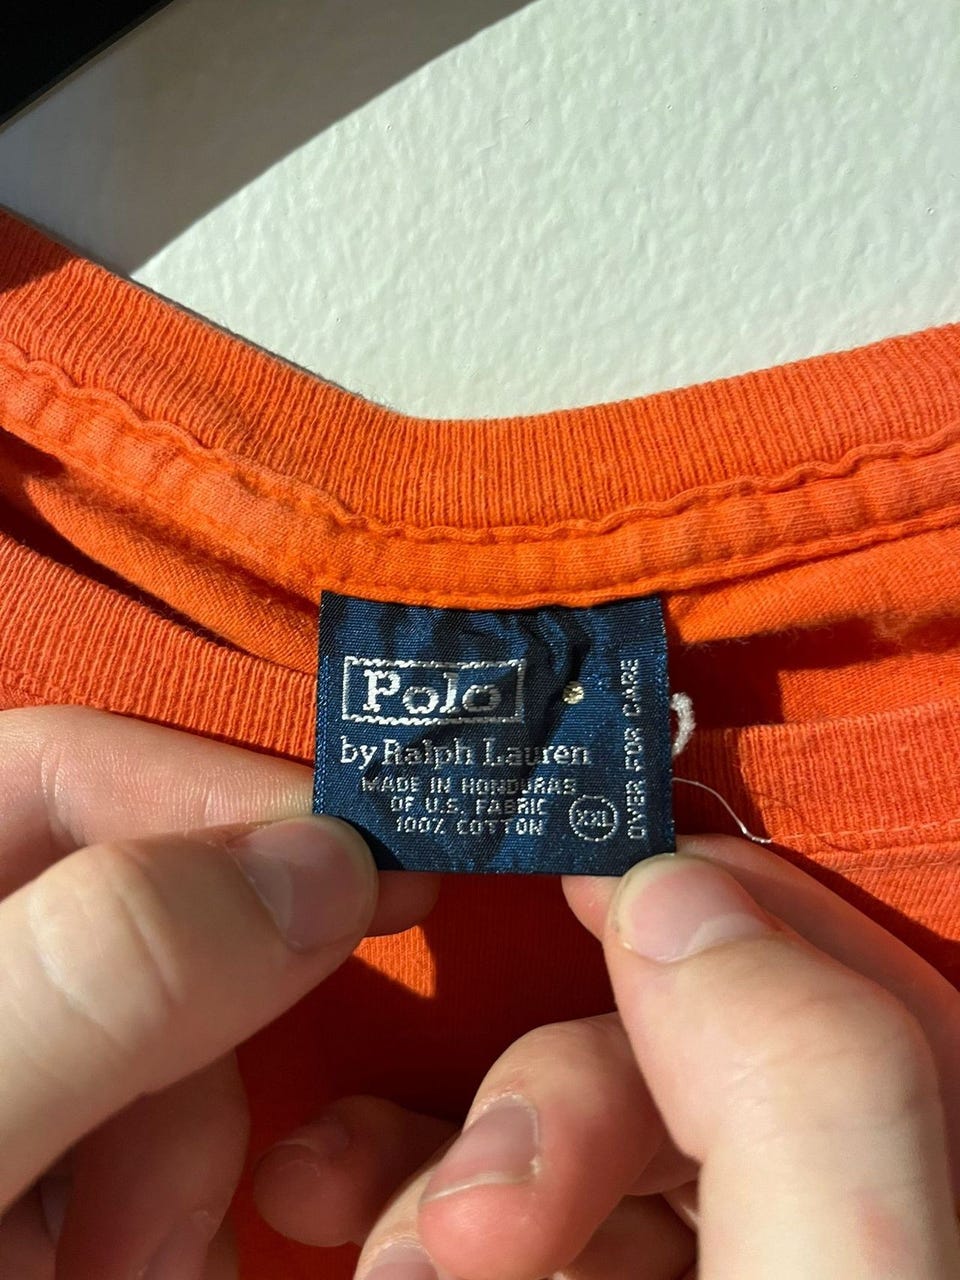 Polo
by Ralph Lauren
MADE IN HONDURAS
OF U.S. FABRIC
100% COTTON
XXL
OVER FOR CARE